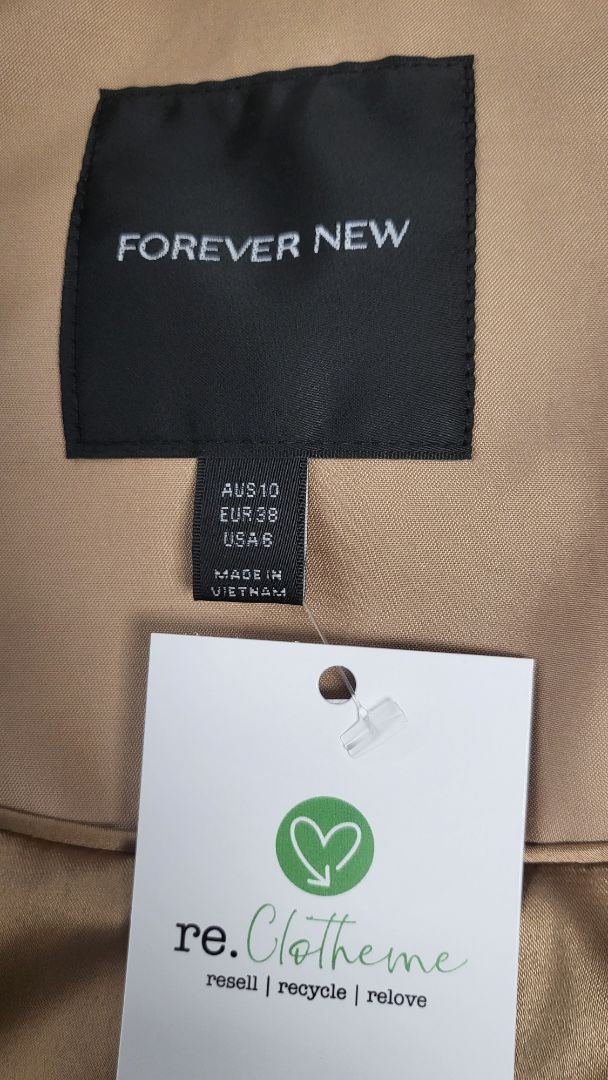 FOREVER NEW
AUS 10
EUR 38
USA 6
MADE IN
VIETNAM
re.Clotheme
resell | recycle | relove